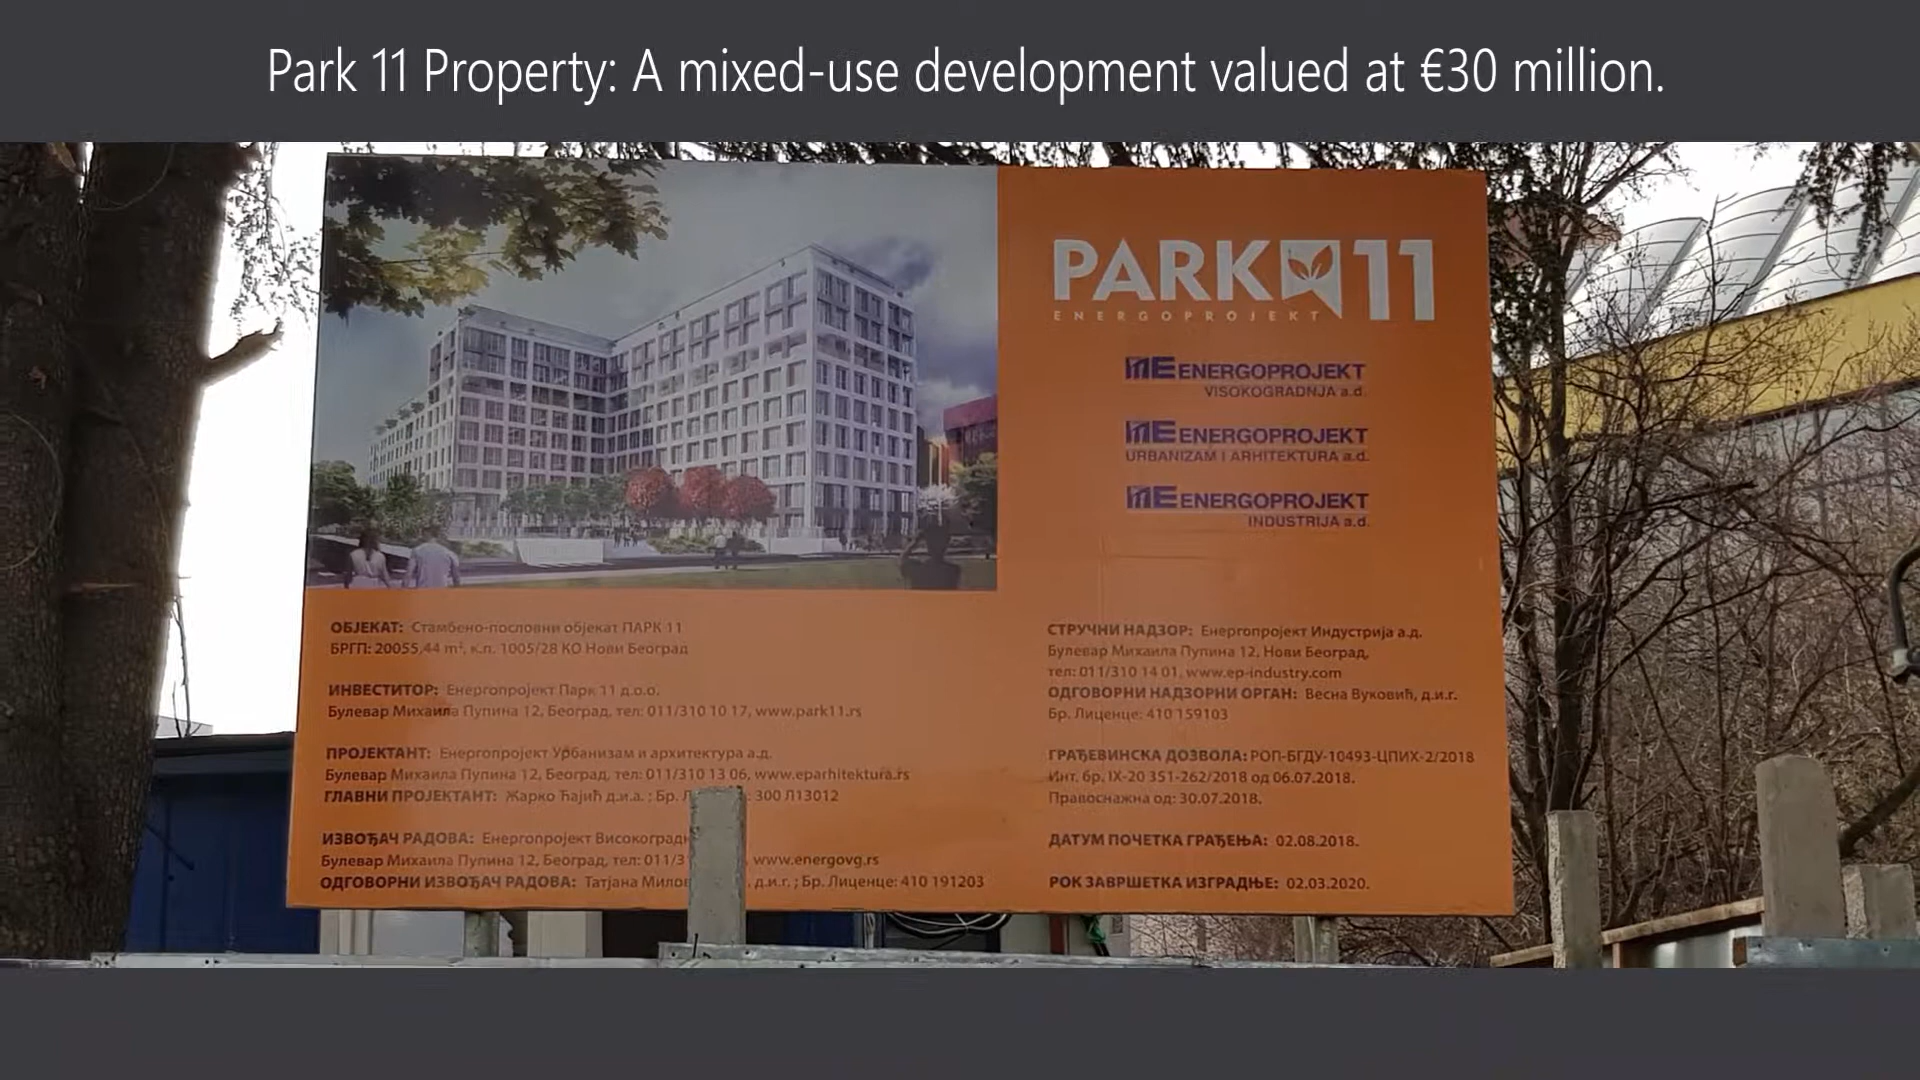 Park 11 Property: A mixed-use development valued at €30 million.
PARK 11
ENERGOPROJEKT
ENERGOPROJEKT
VISOKOGRADNJA a.d.
ENERGOPROJEKT
URBANIZAM I ARHITEKTURA a.d.
ENERGOPROJEKT
INDUSTRIJA a.d.
ОБЈЕКАТ: Стамбено-пословни објекат ПАРК 11
БРГП: 20055,44 m², к.п. 1005/28 КО Нови Београд
ИНВЕСТИТОР: Енергопројект Парк 11 д.о.о.
Булевар Михаила Пупина 12, Београд, тел: 011/310 10 17, www.park11.rs
ПРОЈЕКТАНТ: Енергопројект Урбанизам и архитектура а.д.
Булевар Михаила Пупина 12, Београд, тел: 011/310 13 06, www.eparhitektura.rs
ГЛАВНИ ПРОЈЕКТАНТ: Жарко Ћајић д.и.а. ; Бр. 300 Л13012
ИЗВОЂАЧ РАДОВА: Енергопројект
Булевар Михаила Пупина 12, Београд, тел: 011/3 www.energovg.rs
ОДГОВОРНИ ИЗВОЂАЧ РАДОВА: Татјана д.и.г. ; Бр. Лиценце: 410 191203
СТРУЧНИ НАДЗОР: Енергопројект Индустрија а.д.
Булевар Михаила Пупина 12, Нови Београд,
тел: 011/310 14 01, www.ep-industry.com
ОДГОВОРНИ НАДЗОРНИ ОРГАН: Весна Вуковић, д.и.г.
Бр. Лиценце: 410 159103
ГРАЂЕВИНСКА ДОЗВОЛА: РОП-БГДУ-10493-ЦПИХ-2/2018
Инт. бр. IX-20 351-262/2018 од 06.07.2018.
Правоснажна од: 30.07.2018.
ДАТУМ ПОЧЕТКА ГРАЂЕЊА: 02.08.2018.
РОК ЗАВРШЕТКА ИЗГРАДЊЕ: 02.03.2020.